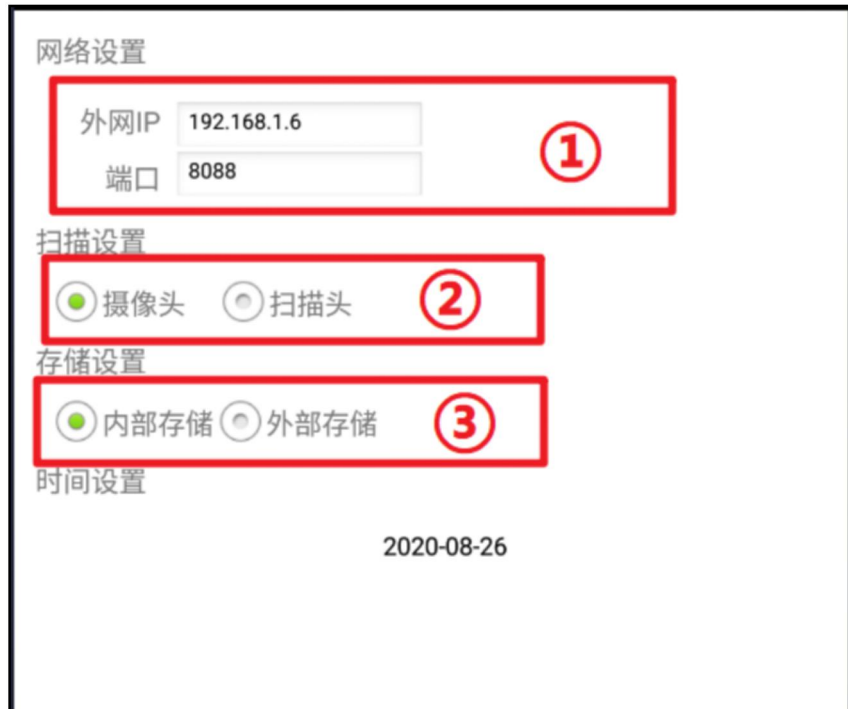 网络设置
外网IP 192.168.1.6
端口 8088
①
扫描设置
摄像头 扫描头 ②
存储设置
内部存储 外部存储 ③
时间设置
2020-08-26